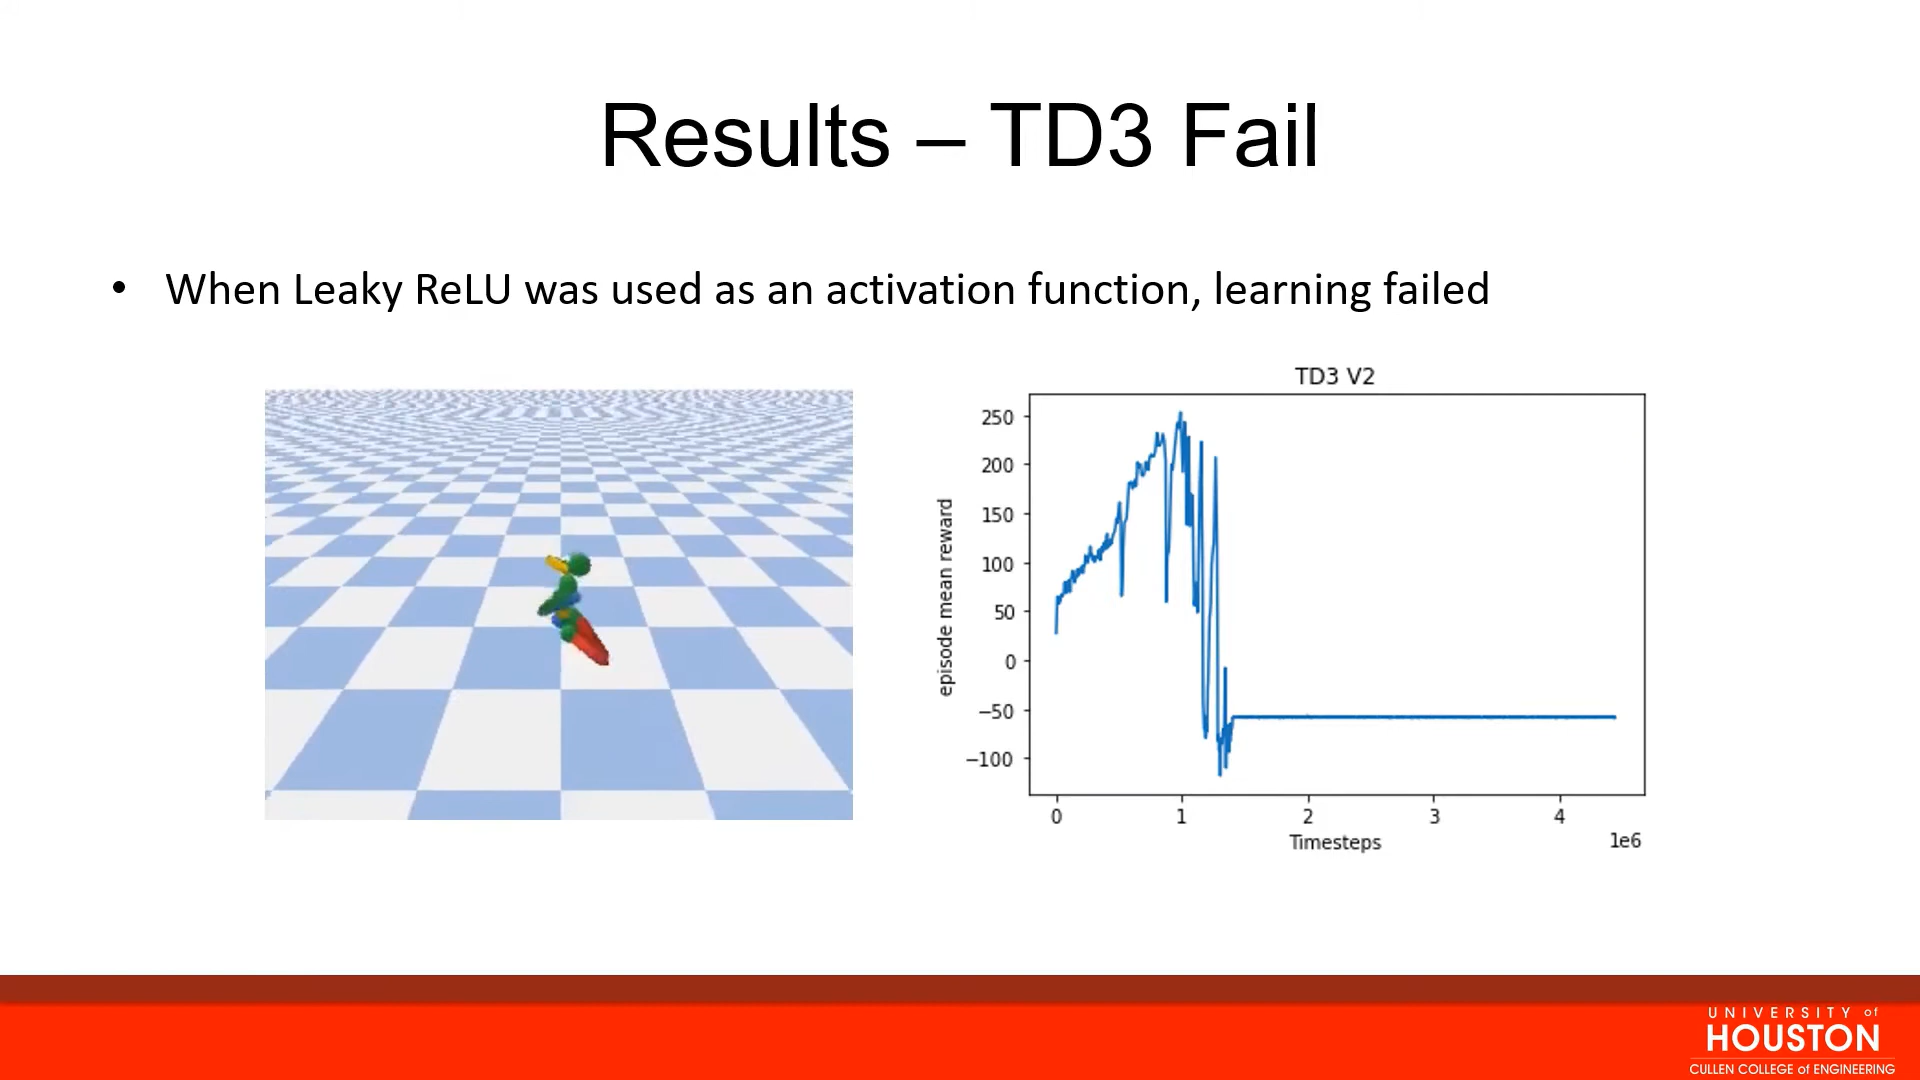 Results – TD3 Fail
• When Leaky ReLU was used as an activation function, learning failed
TD3 V2
episode mean reward
250
200
150
100
50
0
−50
−100
0 1 2 3 4
Timesteps
1e6
UNIVERSITY of
HOUSTON
CULLEN COLLEGE of ENGINEERING